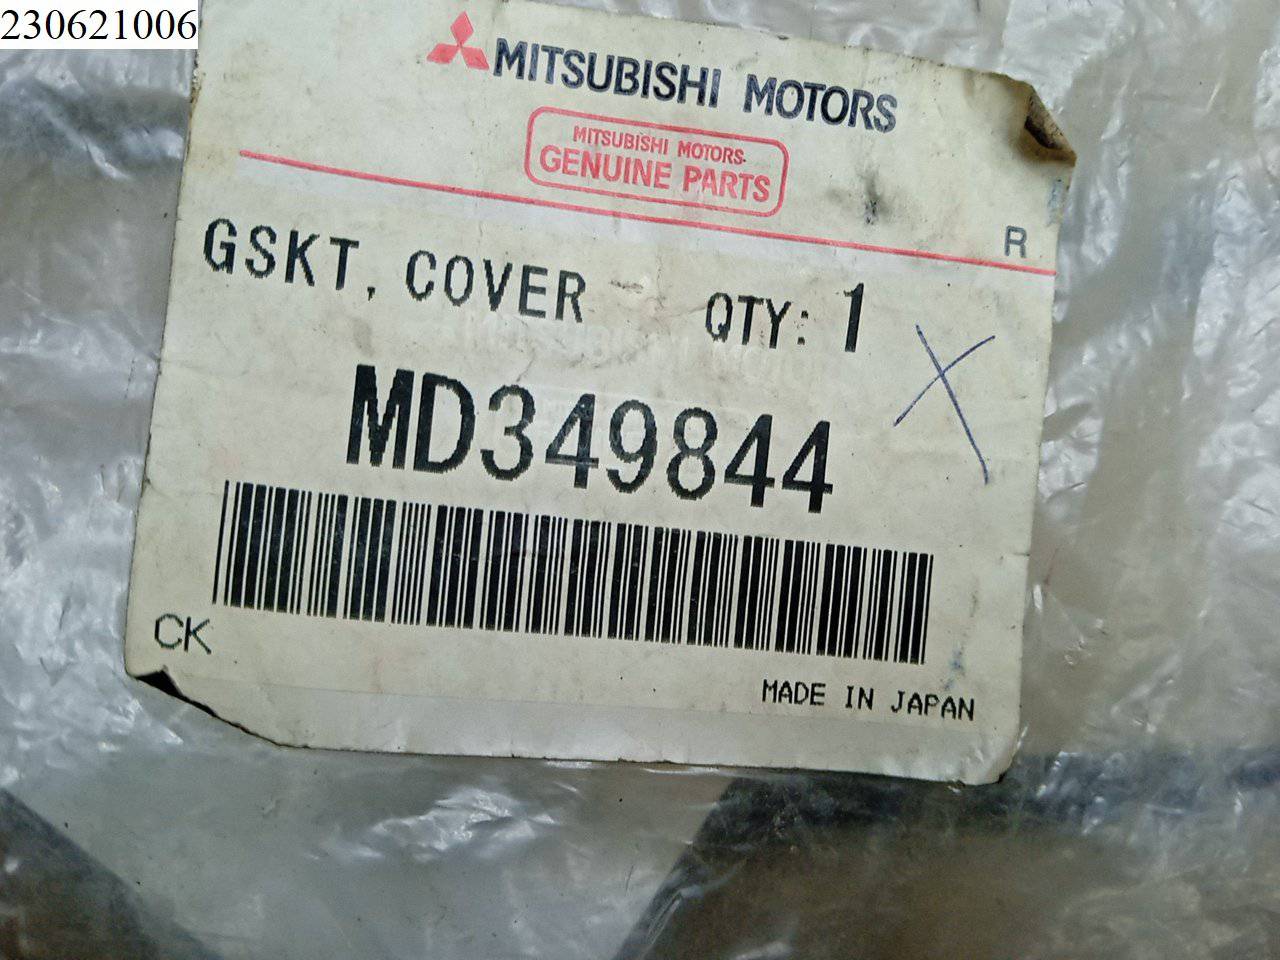 230621006
MITSUBISHI MOTORS
MITSUBISHI MOTORS
GENUINE PARTS
R
GSKT, COVER QTY: 1
MD349844
CK
MADE IN JAPAN